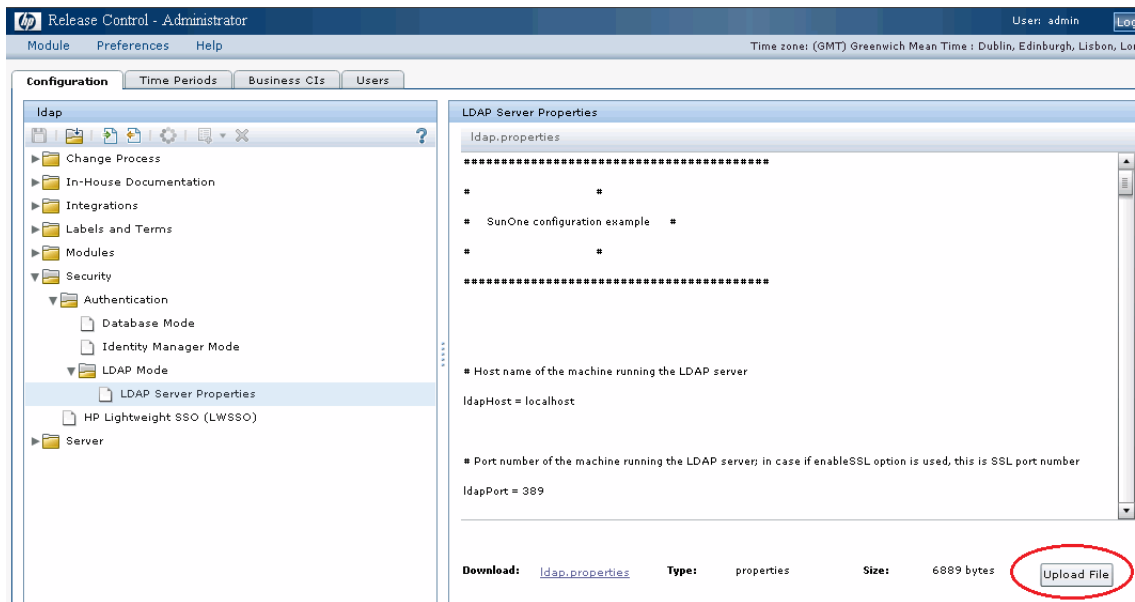 hp Release Control - Administrator User: admin Log
Module Preferences Help Time zone: (GMT) Greenwich Mean Time : Dublin, Edinburgh, Lisbon, Lon
Configuration Time Periods Business CIs Users
ldap
?
Change Process
In-House Documentation
Integrations
Labels and Terms
Modules
Security
Authentication
Database Mode
Identity Manager Mode
LDAP Mode
LDAP Server Properties
HP Lightweight SSO (LWSSO)
Server
LDAP Server Properties
ldap.properties
##########################################
# #
# SunOne configuration example #
# #
##########################################
# Host name of the machine running the LDAP server
ldapHost = localhost
# Port number of the machine running the LDAP server; in case if enableSSL option is used, this is SSL port number
ldapPort = 389
Download: ldap.properties Type: properties Size: 6889 bytes Upload File